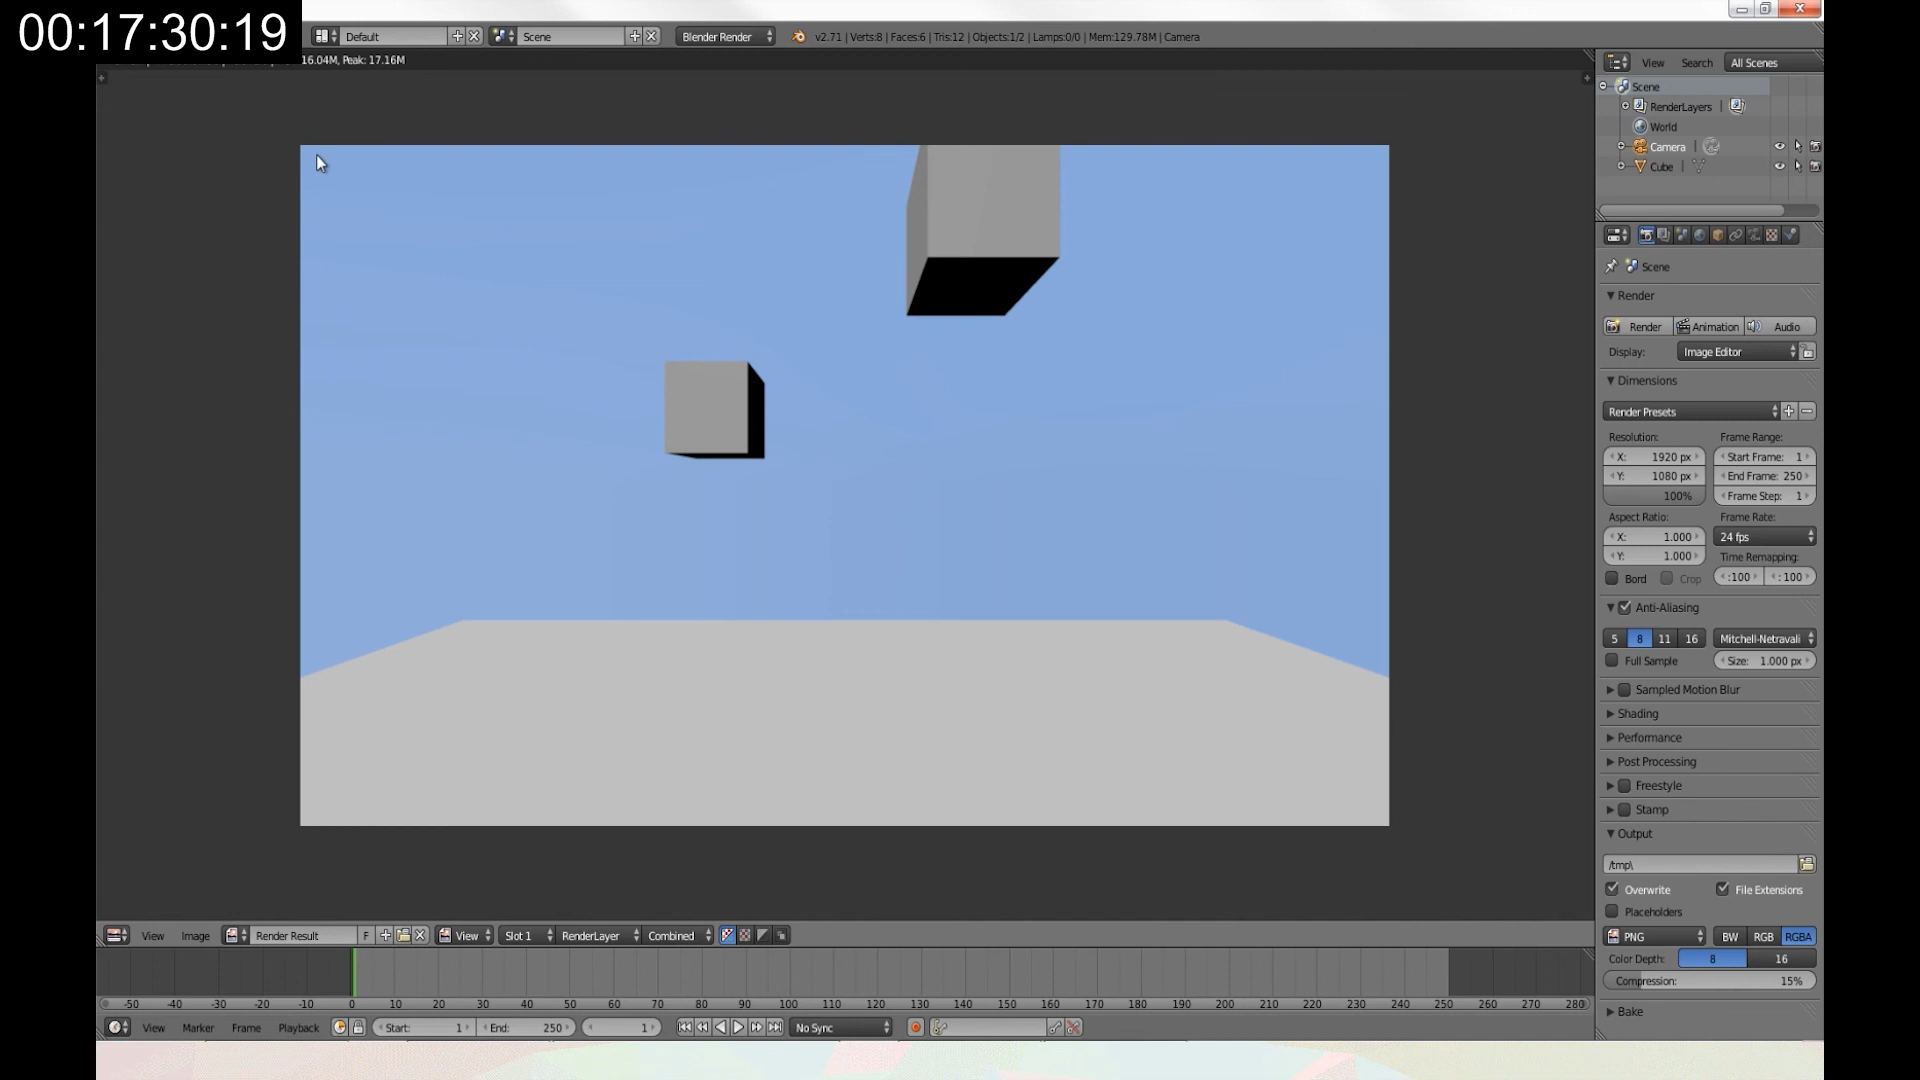 00:17:30:19
Default
Scene
Blender Render
v2.71 | Verts:8 | Faces:6 | Tris:12 | Objects:1/2 | Lamps:0/0 | Mem:129.78M | Camera
16.04M, Peak: 17.16M
View Search All Scenes
Scene
RenderLayers |
World
Camera |
Cube |
Scene
Render
Render Animation Audio
Display: Image Editor
Dimensions
Render Presets
Resolution: Frame Range:
X: 1920 px Start Frame: 1
Y: 1080 px End Frame: 250
100% Frame Step: 1
Aspect Ratio: Frame Rate:
X: 1.000 24 fps
Y: 1.000 Time Remapping:
Bord Crop :100 : 100
Anti-Aliasing
5 8 11 16 Mitchell-Netravali
Full Sample Size: 1.000 px
Sampled Motion Blur
Shading
Performance
Post Processing
Freestyle
Stamp
Output
/tmp\
Overwrite File Extensions
Placeholders
PNG BW RGB RGBA
Color Depth: 8 16
Compression: 15%
Bake
View Image Render Result F View Slot 1 RenderLayer Combined
-50 -40 -30 -20 -10 0 10 20 30 40 50 60 70 80 90 100 110 120 130 140 150 160 170 180 190 200 210 220 230 240 250 260 270 280
View Marker Frame Playback Start: 1 End: 250 1 No Sync